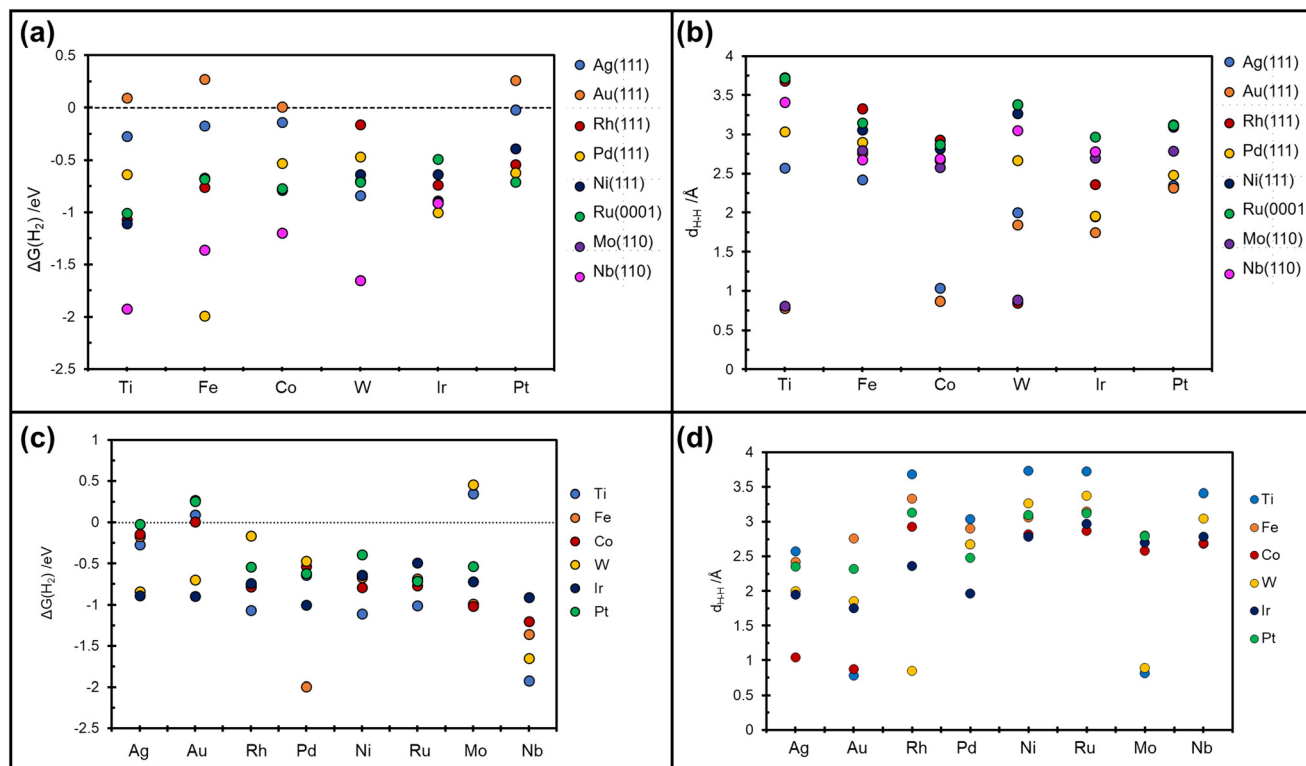 (a)
ΔG(H₂) /eV
0.5
0
-0.5
-1
-1.5
-2
-2.5
Ti Fe Co W Ir Pt
Ag(111)
Au(111)
Rh(111)
Pd(111)
Ni(111)
Ru(0001)
Mo(110)
Nb(110)
(b)
d_H-H /Å
4
3.5
3
2.5
2
1.5
1
0.5
0
Ti Fe Co W Ir Pt
Ag(111)
Au(111)
Rh(111)
Pd(111)
Ni(111)
Ru(0001)
Mo(110)
Nb(110)
(c)
ΔG(H₂) /eV
1
0.5
0
-0.5
-1
-1.5
-2
-2.5
Ag Au Rh Pd Ni Ru Mo Nb
Ti
Fe
Co
W
Ir
Pt
(d)
d_H-H /Å
4
3.5
3
2.5
2
1.5
1
0.5
0
Ag Au Rh Pd Ni Ru Mo Nb
Ti
Fe
Co
W
Ir
Pt